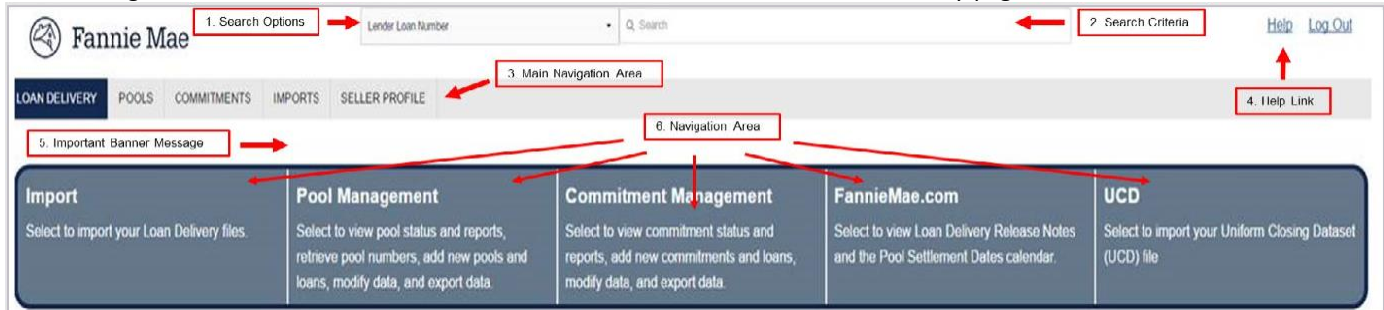 1. Search Options
Lender Loan Number
Search
2. Search Criteria
Help Log Out
Fannie Mae
3. Main Navigation Area
LOAN DELIVERY POOLS COMMITMENTS IMPORTS SELLER PROFILE
4. Help Link
6. Navigation Area
5. Important Banner Message
Import
Select to import your Loan Delivery files.
Pool Management
Select to view pool status and reports,
retrieve pool numbers, add new pools and
loans, modify data, and export data.
Commitment Management
Select to view commitment status and
reports, add new commitments and loans,
modify data, and export data.
FannieMae.com
Select to view Loan Delivery Release Notes
and the Pool Settlement Dates calendar.
UCD
Select to import your Uniform Closing Dataset
(UCD) file